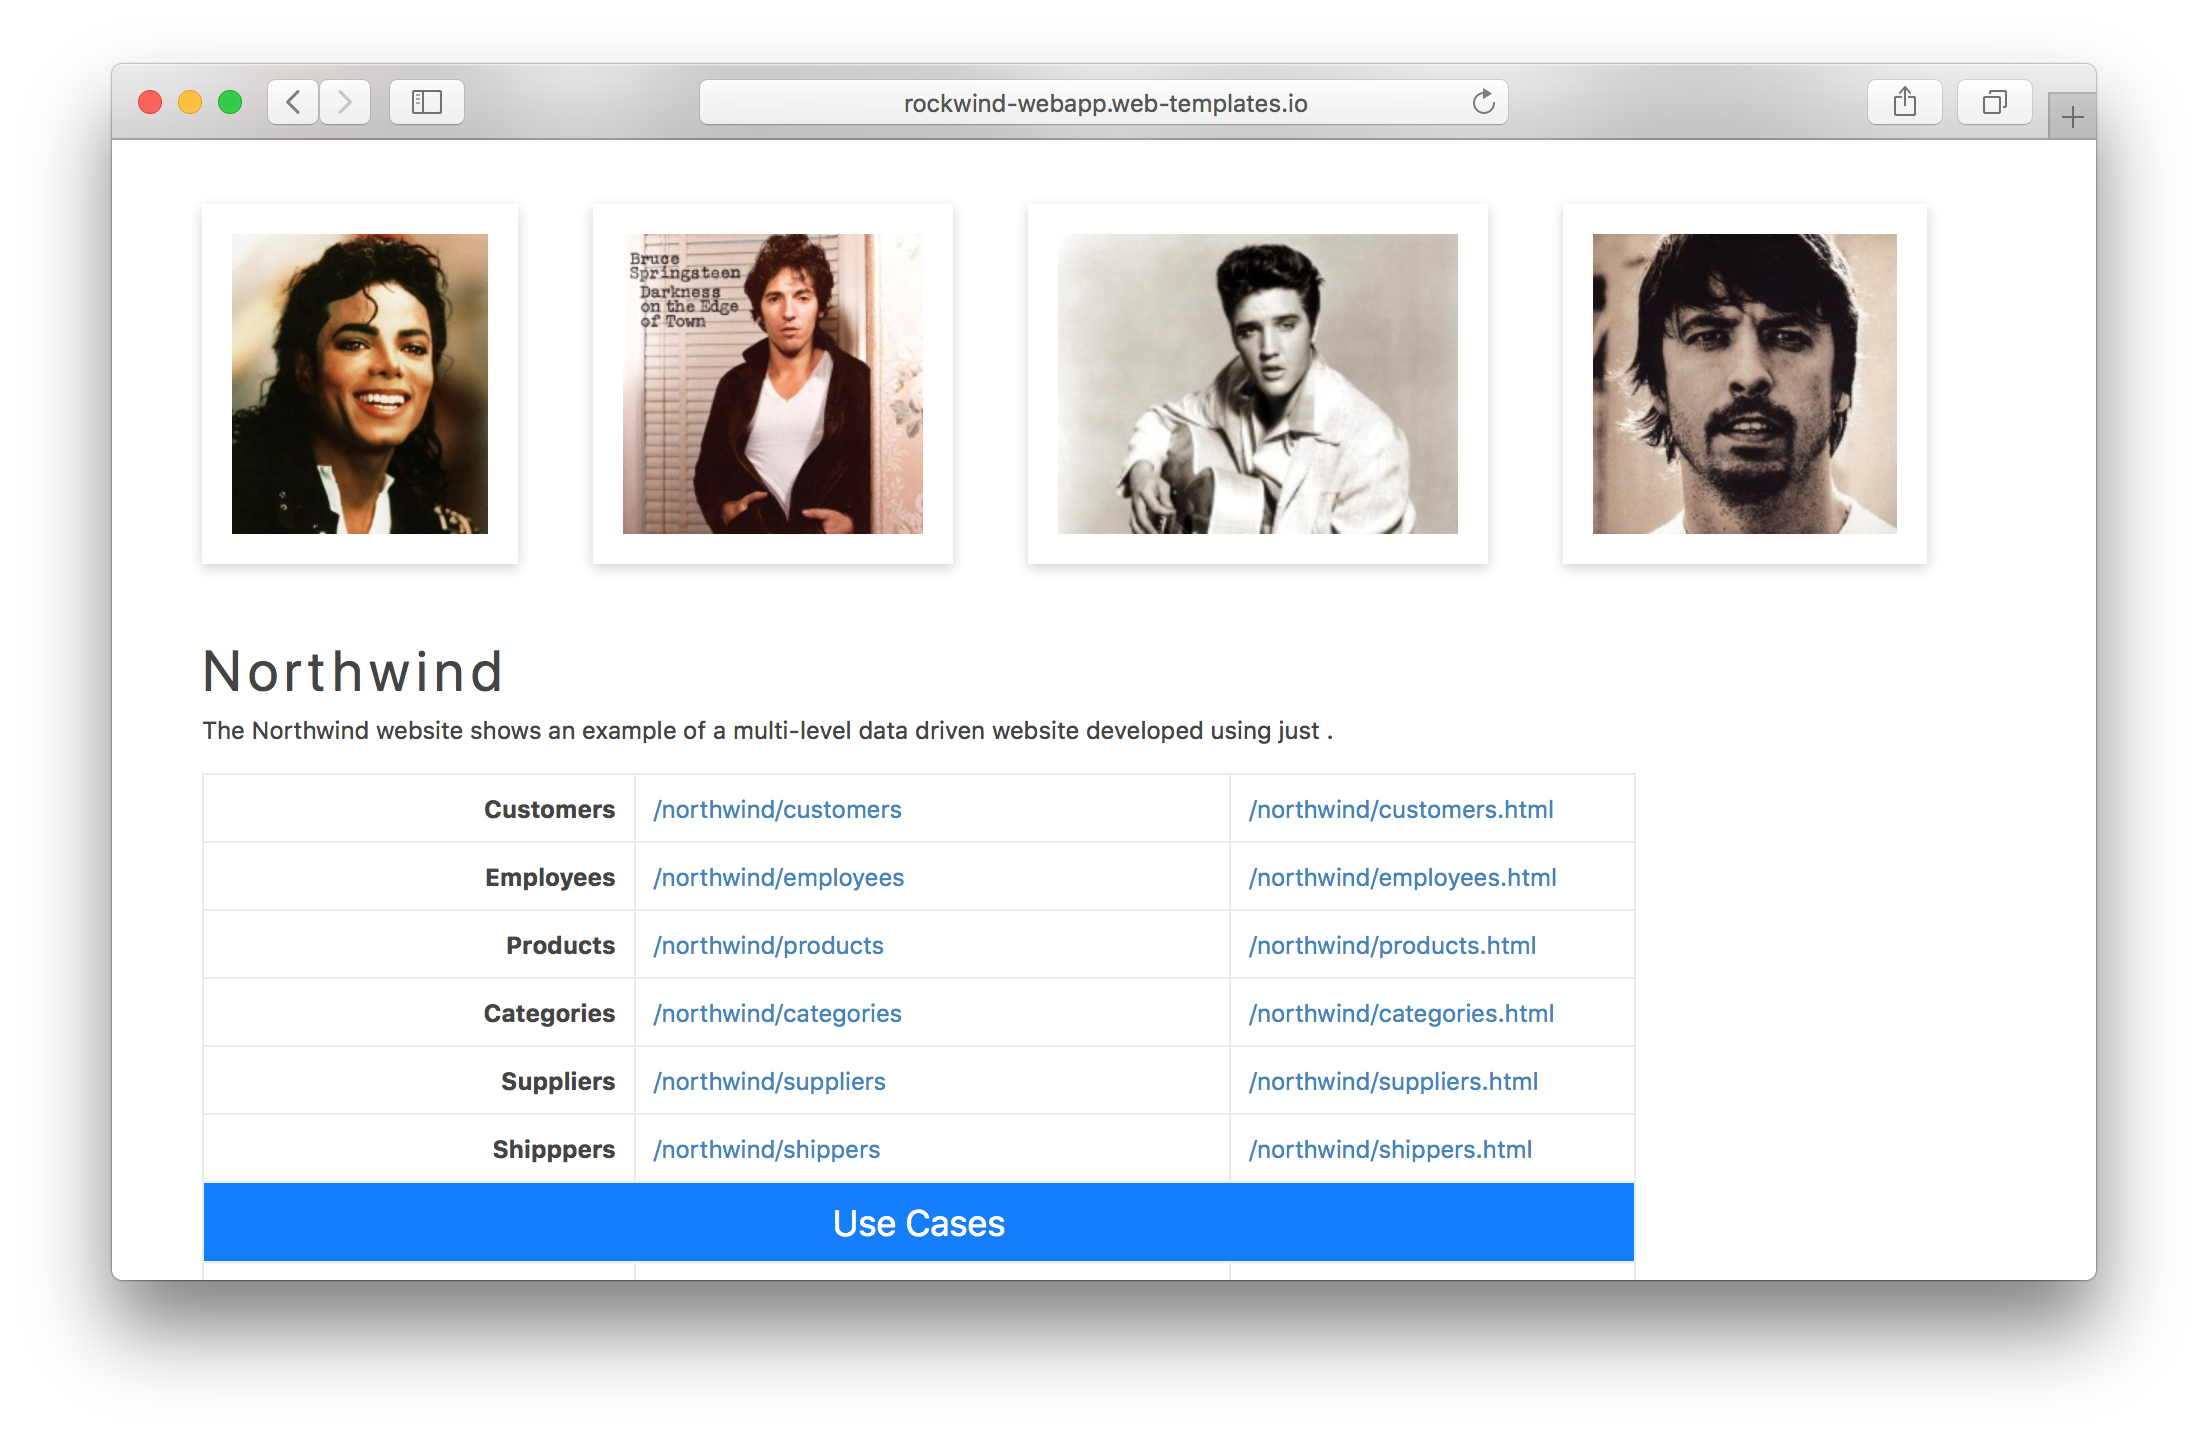 rockwind-webapp.web-templates.io
Bruce
Springsteen
Darkness
on the Edge
of Town
Northwind
The Northwind website shows an example of a multi-level data driven website developed using just .
Customers /northwind/customers /northwind/customers.html
Employees /northwind/employees /northwind/employees.html
Products /northwind/products /northwind/products.html
Categories /northwind/categories /northwind/categories.html
Suppliers /northwind/suppliers /northwind/suppliers.html
Shipppers /northwind/shippers /northwind/shippers.html
Use Cases